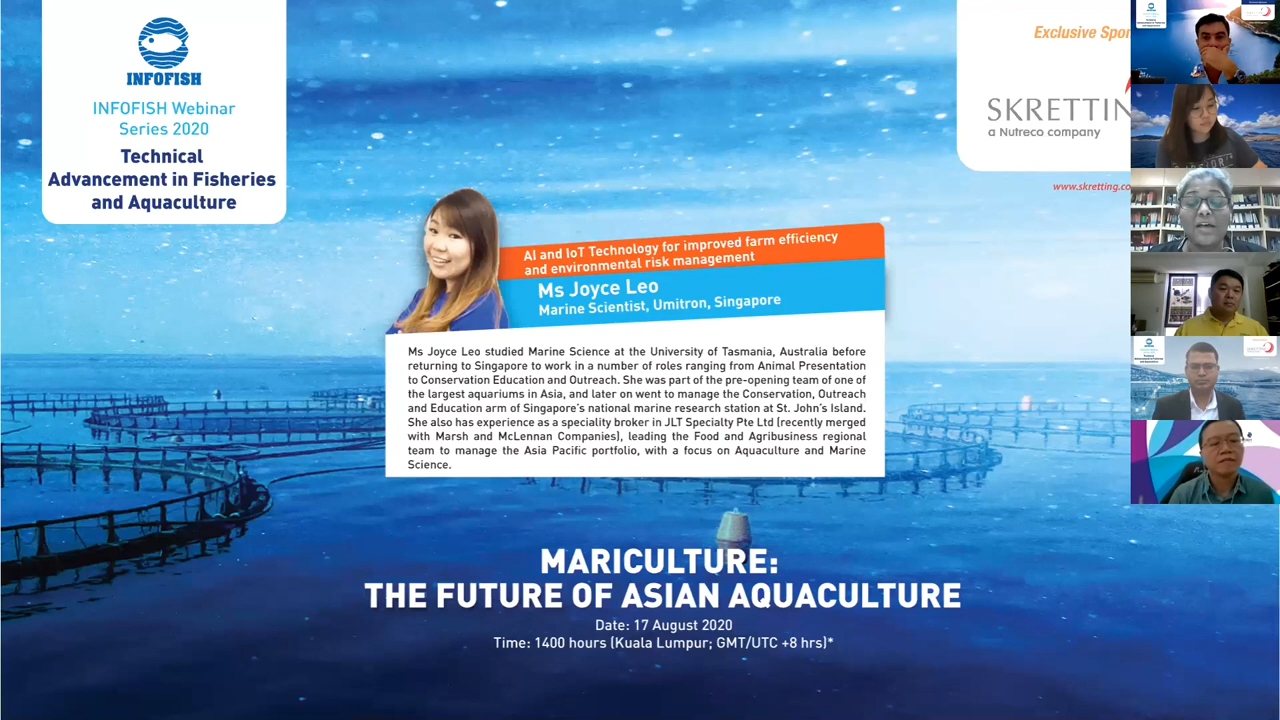 INFOFISH
INFOFISH Webinar
Series 2020
Technical
Advancement in Fisheries
and Aquaculture
Exclusive Spor
SKRETTIN
a Nutreco company
www.skretting.co
AI and IoT Technology for improved farm efficiency
and environmental risk management
Ms Joyce Leo
Marine Scientist, Umitron, Singapore
Ms Joyce Leo studied Marine Science at the University of Tasmania, Australia before
returning to Singapore to work in a number of roles ranging from Animal Presentation
to Conservation Education and Outreach. She was part of the pre-opening team of one of
the largest aquariums in Asia, and later on went to manage the Conservation, Outreach
and Education arm of Singapore's national marine research station at St. John's Island.
She also has experience as a speciality broker in JLT Specialty Pte Ltd (recently merged
with Marsh and McLennan Companies), leading the Food and Agribusiness regional
team to manage the Asia Pacific portfolio, with a focus on Aquaculture and Marine
Science.
MARICULTURE:
THE FUTURE OF ASIAN AQUACULTURE
Date: 17 August 2020
Time: 1400 hours (Kuala Lumpur; GMT/UTC +8 hrs)*